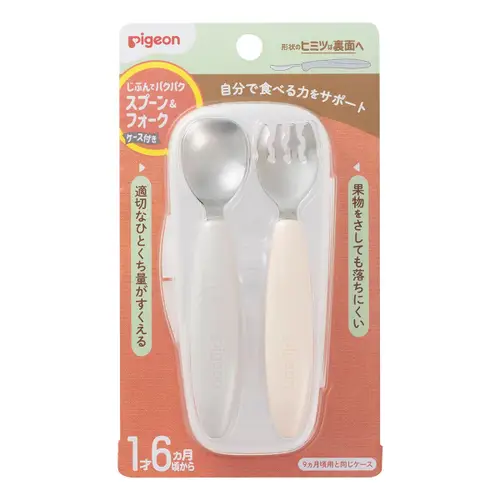 Pigeon
形状のヒミツは裏面へ
じぶんでパクパク
スプーン&
フォーク
ケース付き
自分で食べる力をサポート
適切なひとくち量がすくえる
果物をさしても落ちにくい
1才6ヵ月頃から
9ヵ月頃用と同じケース